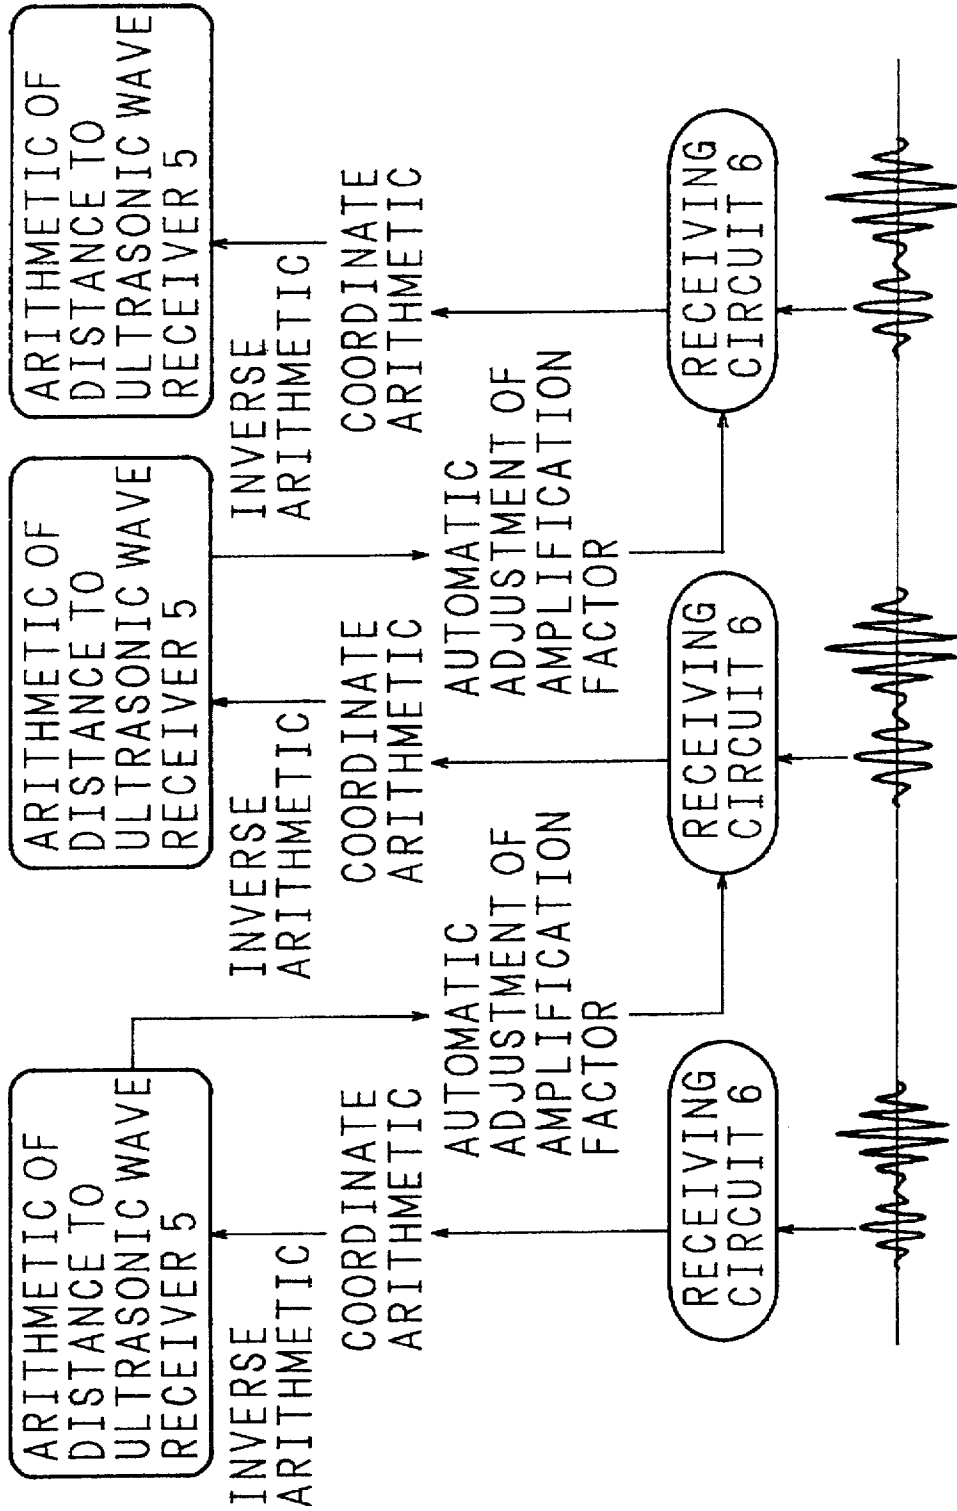 ARITHMETIC OF
DISTANCE TO
ULTRASONIC WAVE
RECEIVER 5
INVERSE
ARITHMETIC
COORDINATE
ARITHMETIC
RECEIVING
CIRCUIT 6
AUTOMATIC
ADJUSTMENT OF
AMPLIFICATION
FACTOR
ARITHMETIC OF
DISTANCE TO
ULTRASONIC WAVE
RECEIVER 5
INVERSE
ARITHMETIC
COORDINATE
ARITHMETIC
RECEIVING
CIRCUIT 6
AUTOMATIC
ADJUSTMENT OF
AMPLIFICATION
FACTOR
ARITHMETIC OF
DISTANCE TO
ULTRASONIC WAVE
RECEIVER 5
INVERSE
ARITHMETIC
COORDINATE
ARITHMETIC
RECEIVING
CIRCUIT 6